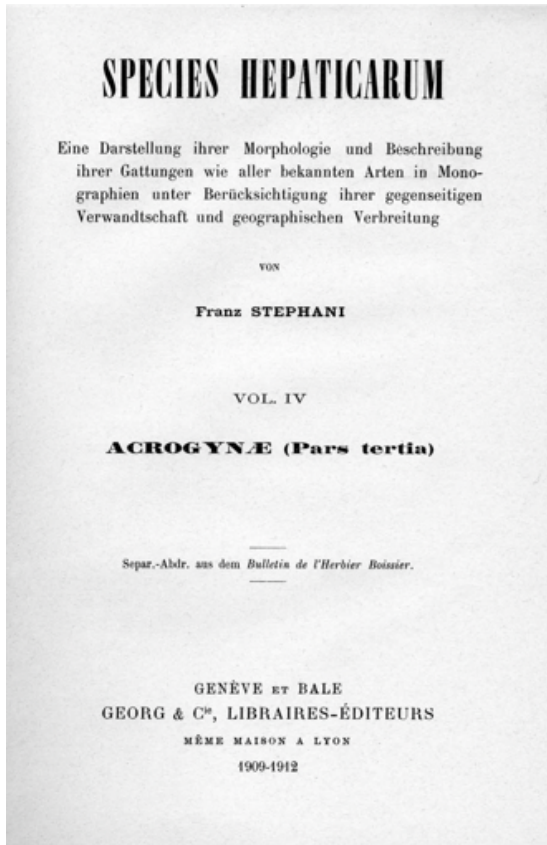 SPECIES HEPATICARUM
Eine Darstellung ihrer Morphologie und Beschreibung
ihrer Gattungen wie aller bekannten Arten in Mono-
graphien unter Berücksichtigung ihrer gegenseitigen
Verwandtschaft und geographischen Verbreitung
VON
Franz STEPHANI
VOL. IV
ACROGYNÆ (Pars tertia)
Separ.-Abdr. aus dem Bulletin de l'Herbier Boissier.
GENÈVE ET BALE
GEORG & Cie, LIBRAIRES-ÉDITEURS
MÊME MAISON A LYON
1909-1912